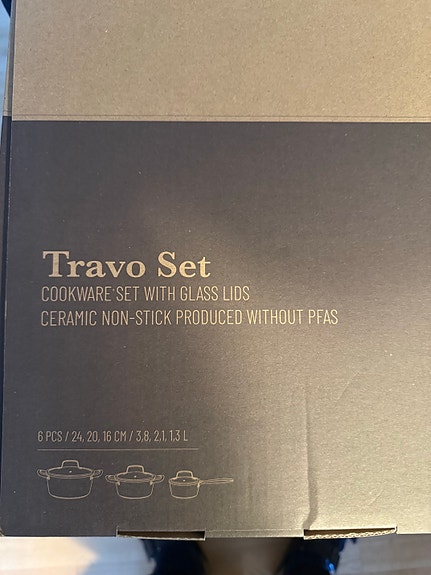 Travo Set
COOKWARE SET WITH GLASS LIDS
CERAMIC NON-STICK PRODUCED WITHOUT PFAS
6 PCS / 24, 20, 16 CM / 3,8, 2,1, 1,3 L